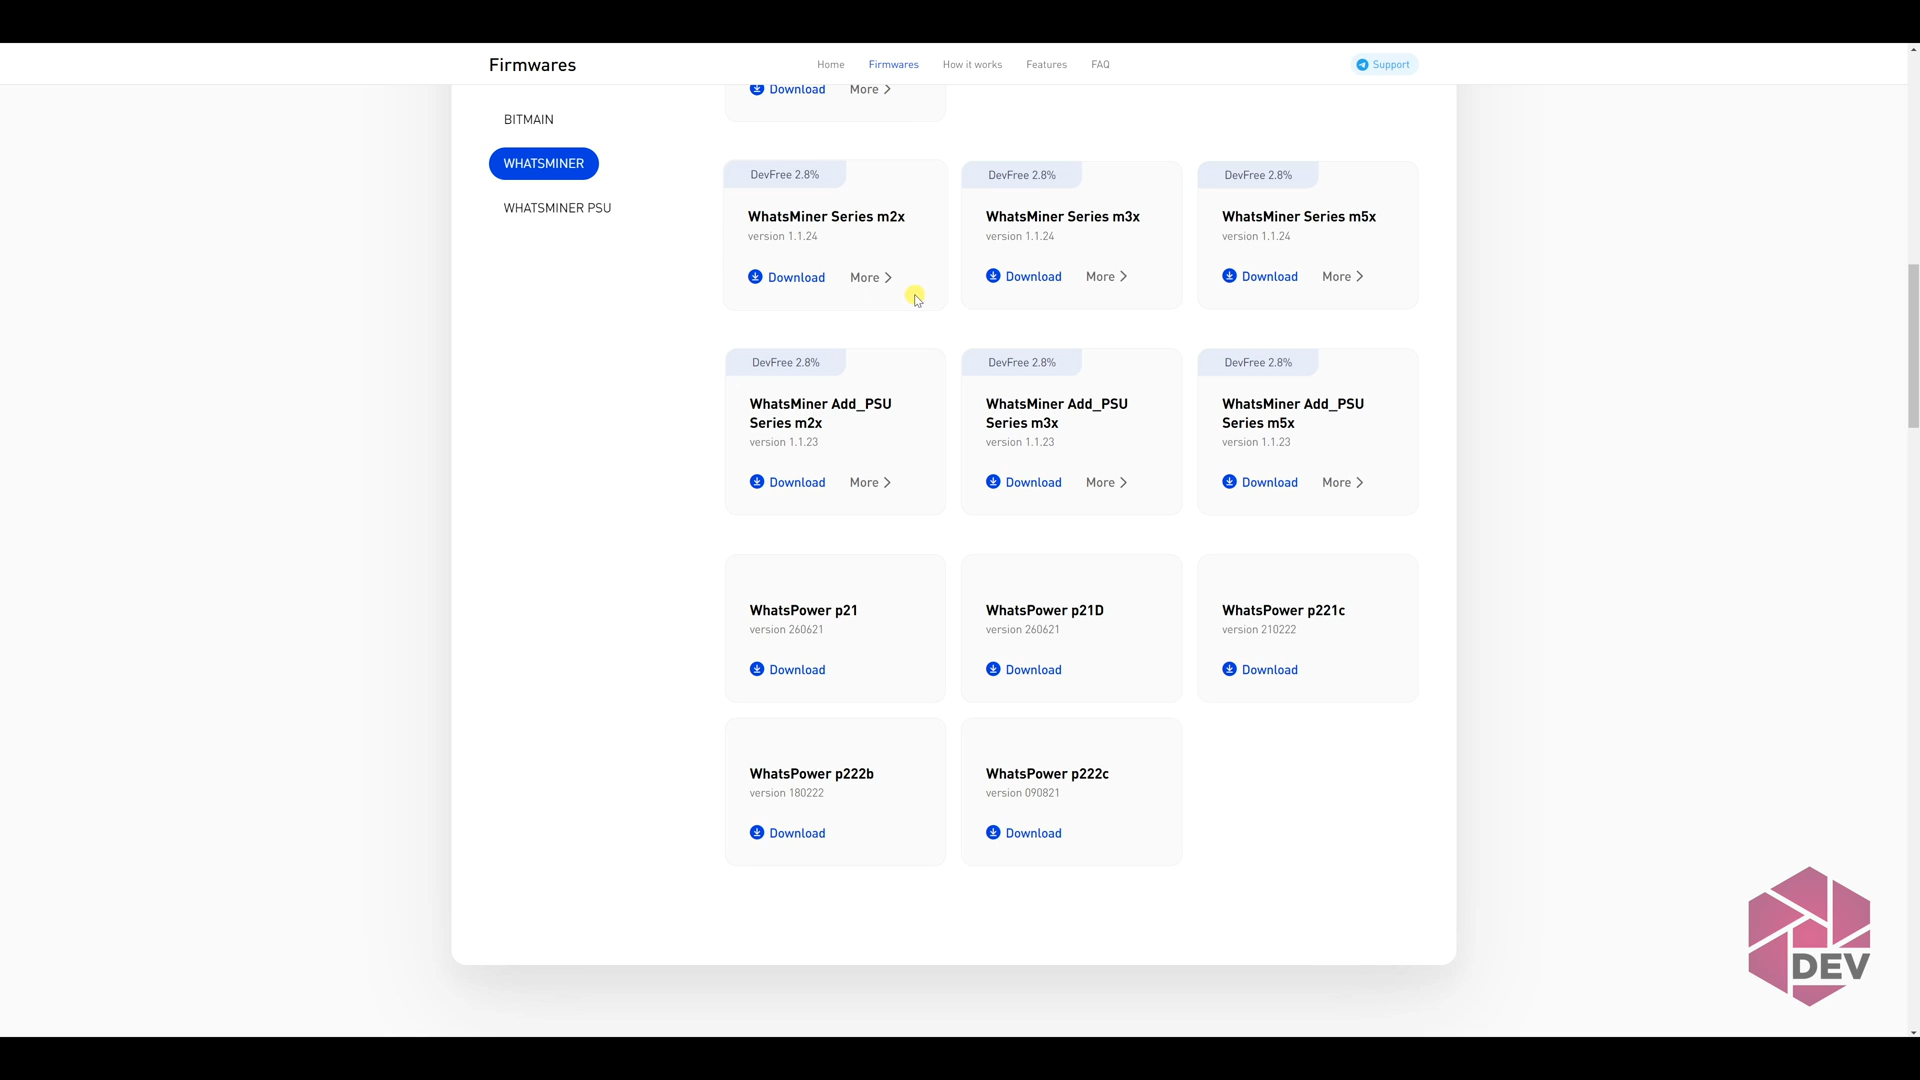 Firmwares
Home
Firmwares
How it works
Features
FAQ
Support
Download
More
BITMAIN
WHATSMINER
WHATSMINER PSU
DevFree 2.8%
WhatsMiner Series m2x
version 1.1.24
Download
More
DevFree 2.8%
WhatsMiner Series m3x
version 1.1.24
Download
More
DevFree 2.8%
WhatsMiner Series m5x
version 1.1.24
Download
More
DevFree 2.8%
WhatsMiner Add_PSU
Series m2x
version 1.1.23
Download
More
DevFree 2.8%
WhatsMiner Add_PSU
Series m3x
version 1.1.23
Download
More
DevFree 2.8%
WhatsMiner Add_PSU
Series m5x
version 1.1.23
Download
More
WhatsPower p21
version 260621
Download
WhatsPower p21D
version 260621
Download
WhatsPower p221c
version 210222
Download
WhatsPower p222b
version 180222
Download
WhatsPower p222c
version 090821
Download
DEV